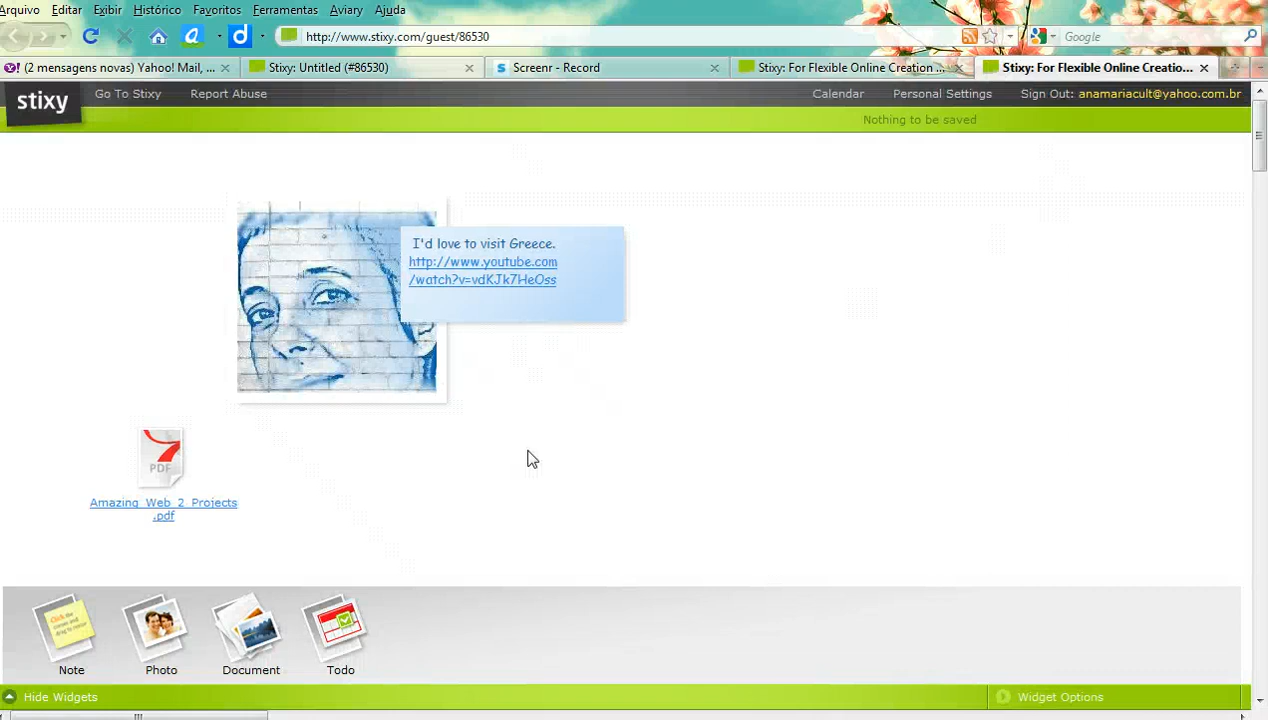 Arquivo Editar Exibir Histórico Favoritos Ferramentas Aviary Ajuda
http://www.stixy.com/guest/86530
Google
(2 mensagens novas) Yahoo! Mail, ...
Stixy: Untitled (#86530)
Screenr - Record
Stixy: For Flexible Online Creation ...
Stixy: For Flexible Online Creatio...
stixy
Go To Stixy
Report Abuse
Calendar
Personal Settings
Sign Out: anamariacult@yahoo.com.br
Nothing to be saved
I'd love to visit Greece.
http://www.youtube.com
/watch?v=vdKJk7HeOss
PDF
Amazing_Web_2_Projects
.pdf
Note
Photo
Document
Todo
Hide Widgets
Widget Options